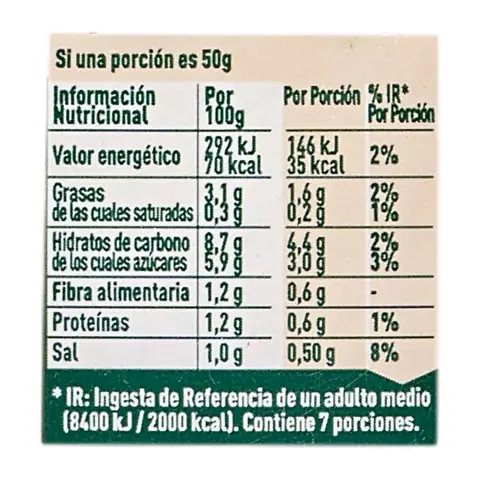 Si una porción es 50g
Información Nutricional Por 100g Por Porción % IR* Por Porción
Valor energético 292 kJ 70 kcal 146 kJ 35 kcal 2%
Grasas 3,1 g 1,6 g 2%
de las cuales saturadas 0,3 g 0,2 g 1%
Hidratos de carbono 8,7 g 4,4 g 2%
de los cuales azúcares 5,9 g 3,0 g 3%
Fibra alimentaria 1,2 g 0,6 g -
Proteínas 1,2 g 0,6 g 1%
Sal 1,0 g 0,50 g 8%
* IR: Ingesta de Referencia de un adulto medio
(8400 kJ / 2000 kcal). Contiene 7 porciones.